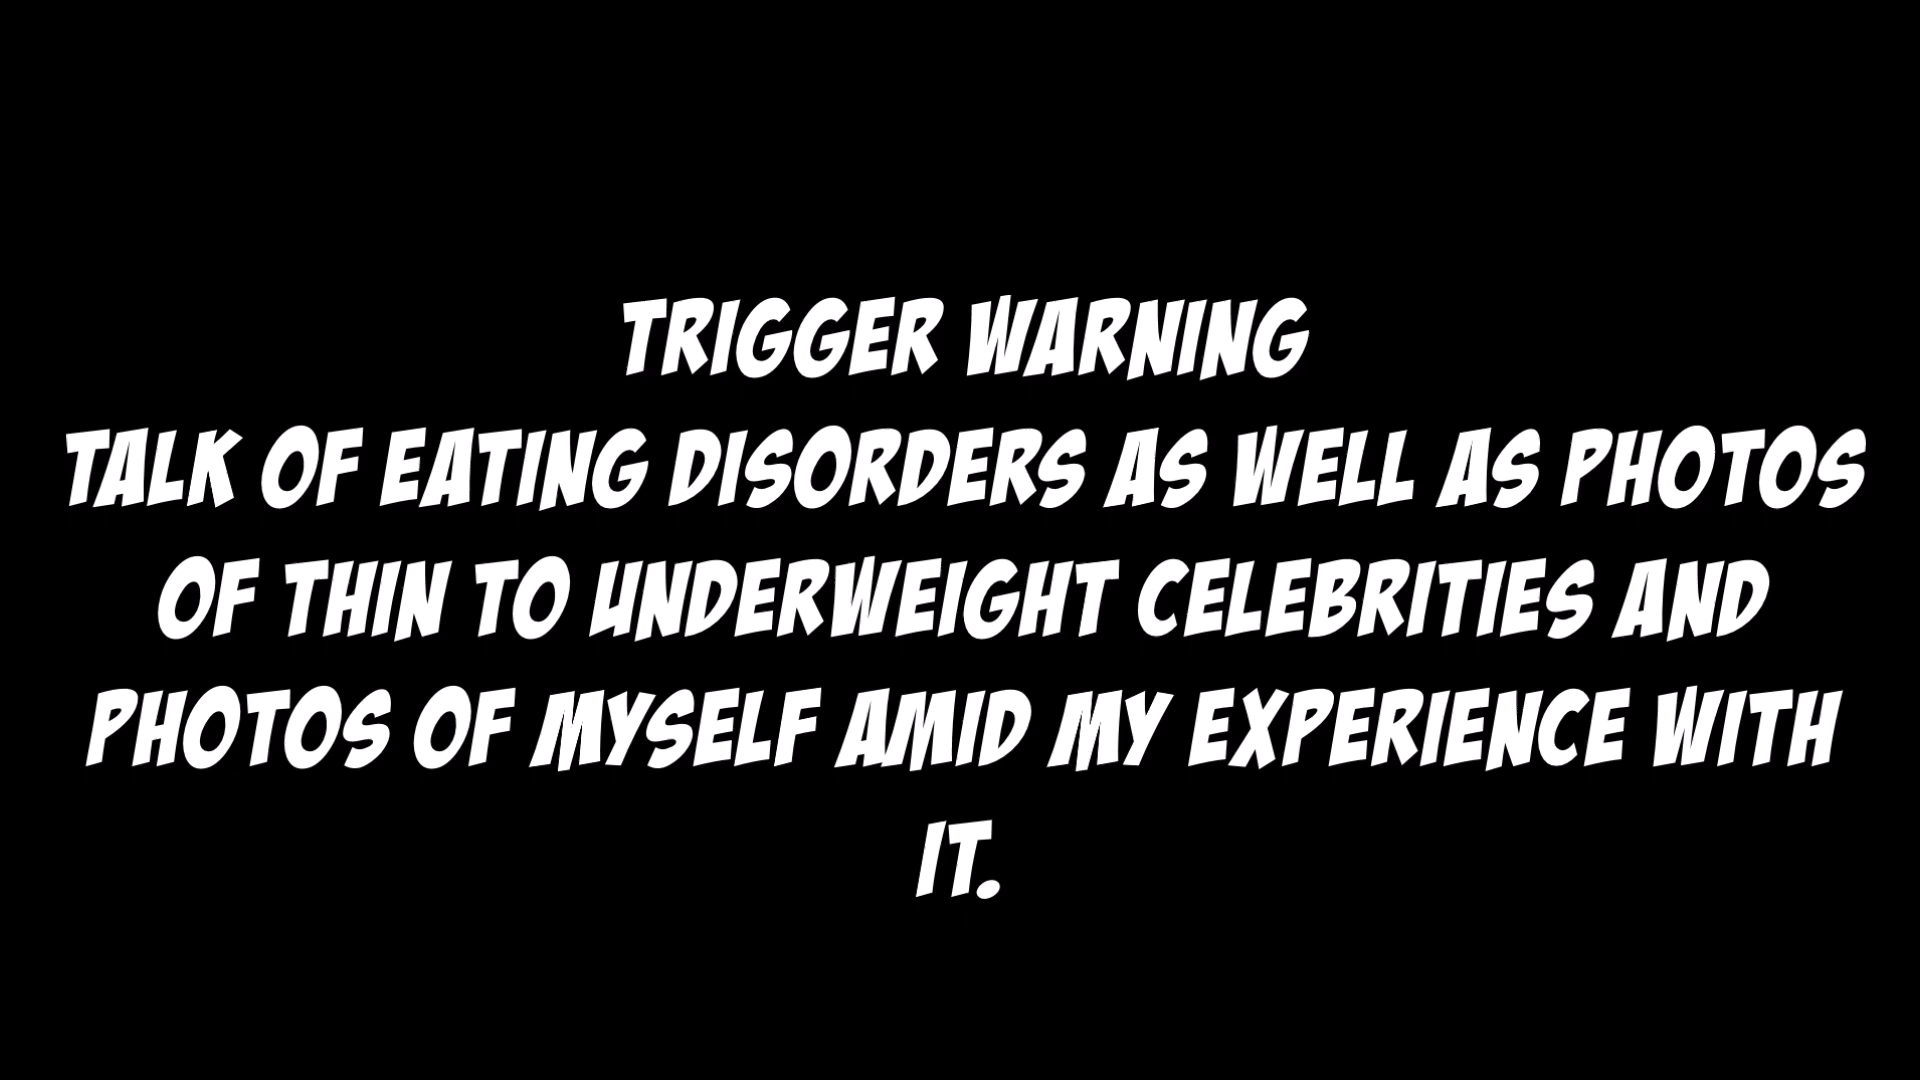 TRIGGER WARNING
TALK OF EATING DISORDERS AS WELL AS PHOTOS
OF THIN TO UNDERWEIGHT CELEBRITIES AND
PHOTOS OF MYSELF AMID MY EXPERIENCE WITH
IT.